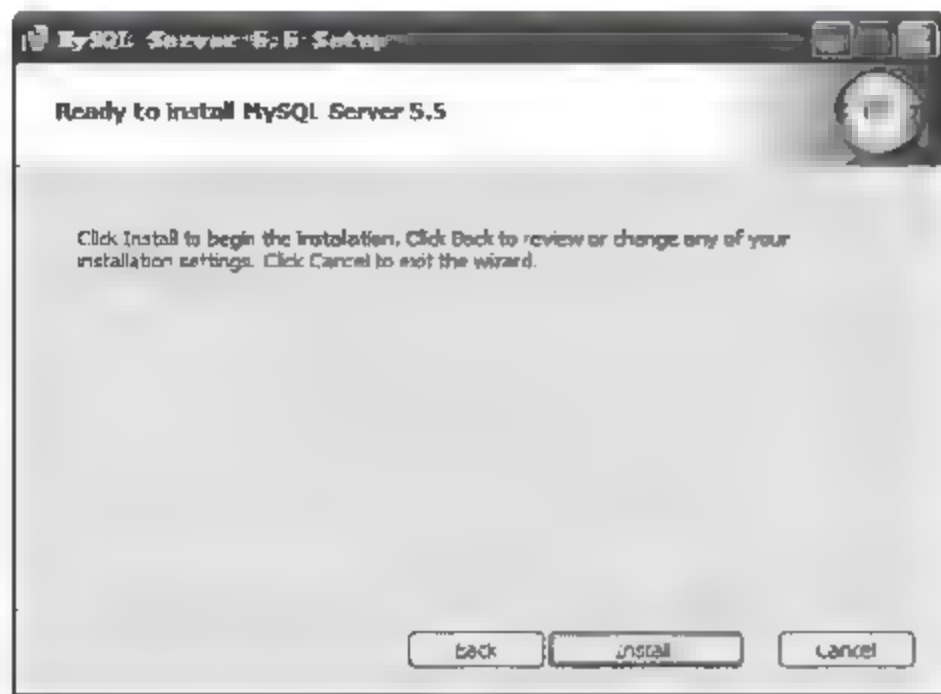 MySQL Server 5.5 Setup
Ready to install MySQL Server 5.5
Click Install to begin the installation. Click Back to review or change any of your
installation settings. Click Cancel to exit the wizard.
Back
Install
Cancel